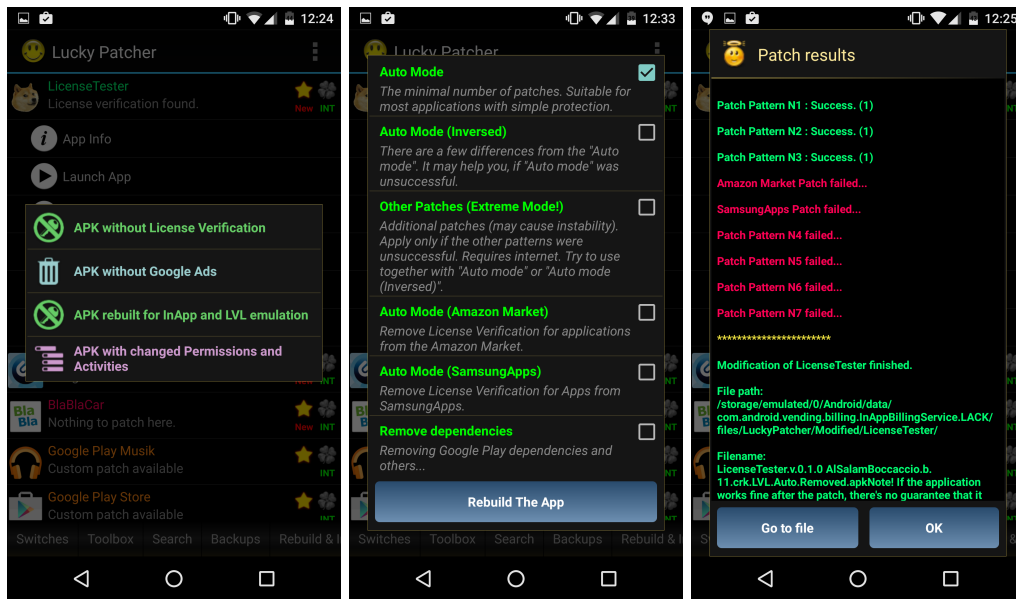 12:24
Lucky Patcher
LicenseTester
License verification found.
New INT
App Info
Launch App
APK without License Verification
APK without Google Ads
APK rebuilt for InApp and LVL emulation
APK with changed Permissions and
Activities
BlaBlaCar
Bla
Bla
Nothing to patch here.
New INT
Google Play Musik
Custom patch available
INT
Google Play Store
Custom patch available
Switches Toolbox Search Backups Rebuild & I
12:33
Lucky Patcher
Auto Mode
The minimal number of patches. Suitable for
most applications with simple protection.
Auto Mode (Inversed)
There are a few differences from the "Auto
mode". It may help you, if "Auto mode" was
unsuccessful.
Other Patches (Extreme Mode!)
Additional patches (may cause instability).
Apply only if the other patterns were
unsuccessful. Requires internet. Try to use
together with "Auto mode" or "Auto mode
(Inversed)".
Auto Mode (Amazon Market)
Remove License Verification for applications
from the Amazon Market.
Auto Mode (SamsungApps)
Remove License Verification for Apps from
SamsungApps.
Remove dependencies
Removing Google Play dependencies and
others...
Rebuild The App
Switches Toolbox Search Backups Rebuild & I
12:25
Patch results
Patch Pattern N1 : Success. (1)
Patch Pattern N2 : Success. (1)
Patch Pattern N3 : Success. (1)
Amazon Market Patch failed...
SamsungApps Patch failed...
Patch Pattern N4 failed...
Patch Pattern N5 failed...
Patch Pattern N6 failed...
Patch Pattern N7 failed...
***********************
Modification of LicenseTester finished.
File path:
/storage/emulated/0/Android/data/
com.android.vending.billing.InAppBillingService.LACK/
files/LuckyPatcher/Modified/LicenseTester/
Filename:
LicenseTester.v.0.1.0 AlSalamBoccaccio.b.
11.crk.LVL.Auto.Removed.apkNote! If the application
works fine after the patch, there's no guarantee that it
Go to file
OK